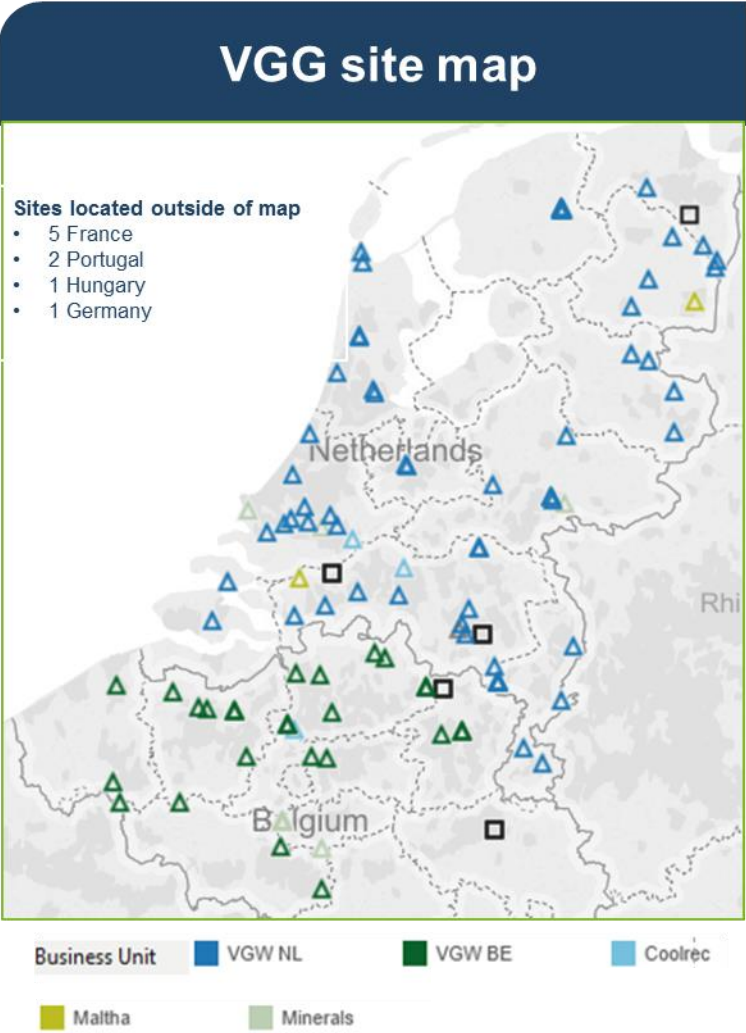 VGG site map
Sites located outside of map
• 5 France
• 2 Portugal
• 1 Hungary
• 1 Germany
Netherlands
Rhi
Belgium
Business Unit
VGW NL
VGW BE
Coolrec
Maltha
Minerals